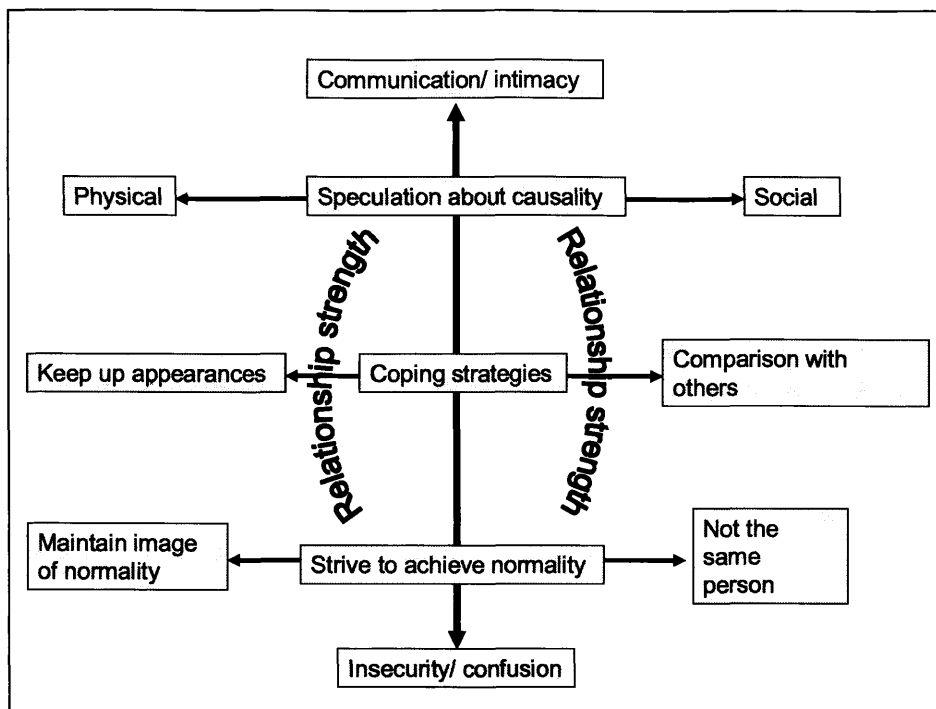 Communication/ intimacy
Physical
Speculation about causality
Social
Relationship strength
Relationship strength
Keep up appearances
Coping strategies
Comparison with
others
Maintain image
of normality
Strive to achieve normality
Not the
same
person
Insecurity/ confusion